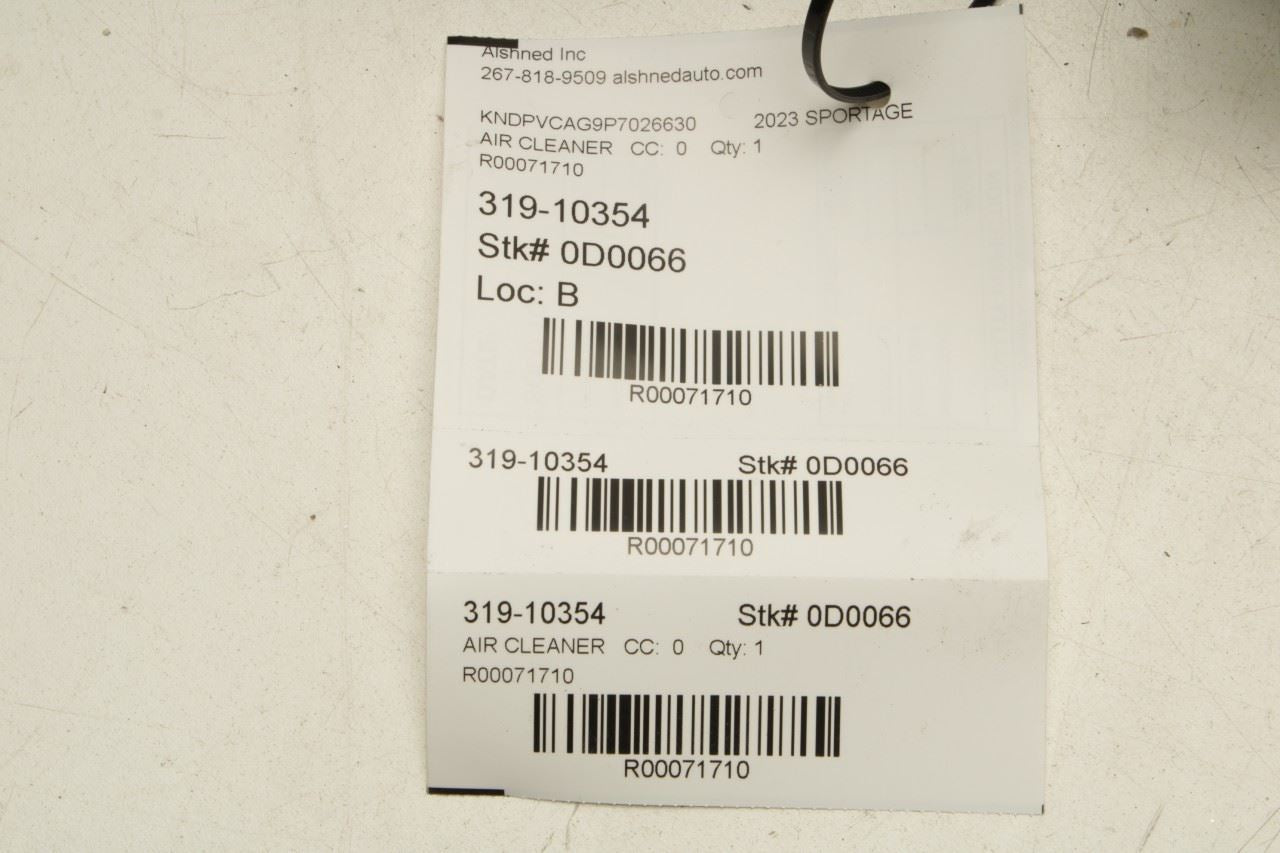 Alshned Inc
267-818-9509 alshnedauto.com
KNDPVCAG9P7026630 2023 SPORTAGE
AIR CLEANER CC: 0 Qty: 1
R00071710
319-10354
Stk# 0D0066
Loc: B
R00071710
319-10354 Stk# 0D0066
R00071710
319-10354 Stk# 0D0066
AIR CLEANER CC: 0 Qty: 1
R00071710
R00071710